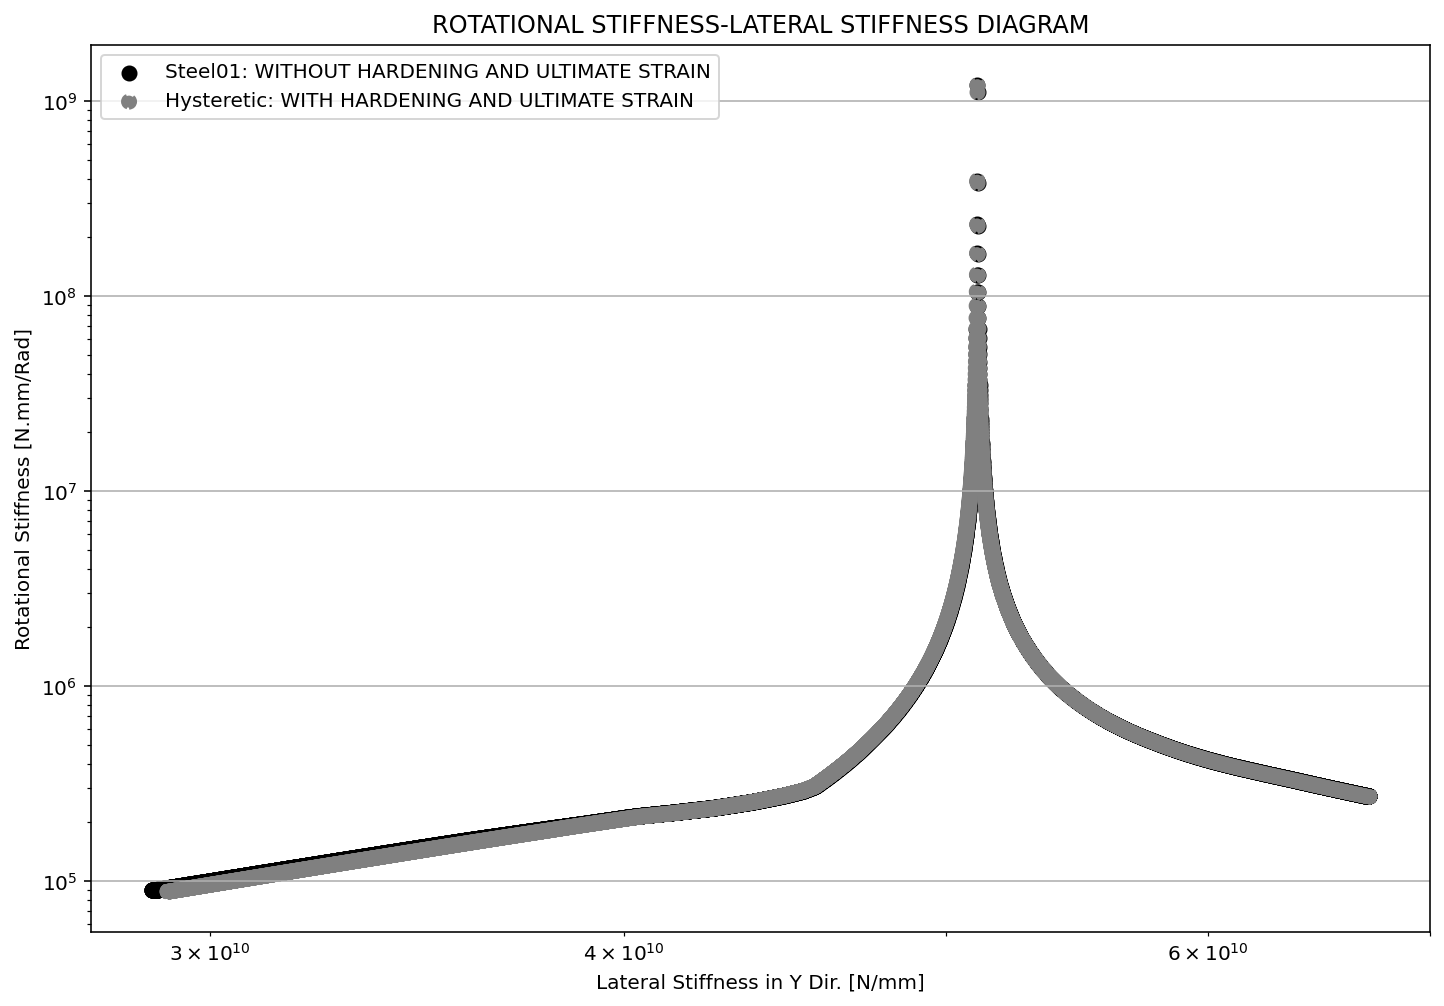 ROTATIONAL STIFFNESS-LATERAL STIFFNESS DIAGRAM
Steel01: WITHOUT HARDENING AND ULTIMATE STRAIN
Hysteretic: WITH HARDENING AND ULTIMATE STRAIN
10⁹
10⁸
10⁷
10⁶
10⁵
Rotational Stiffness [N.mm/Rad]
3 × 10¹⁰ 4 × 10¹⁰ 6 × 10¹⁰
Lateral Stiffness in Y Dir. [N/mm]